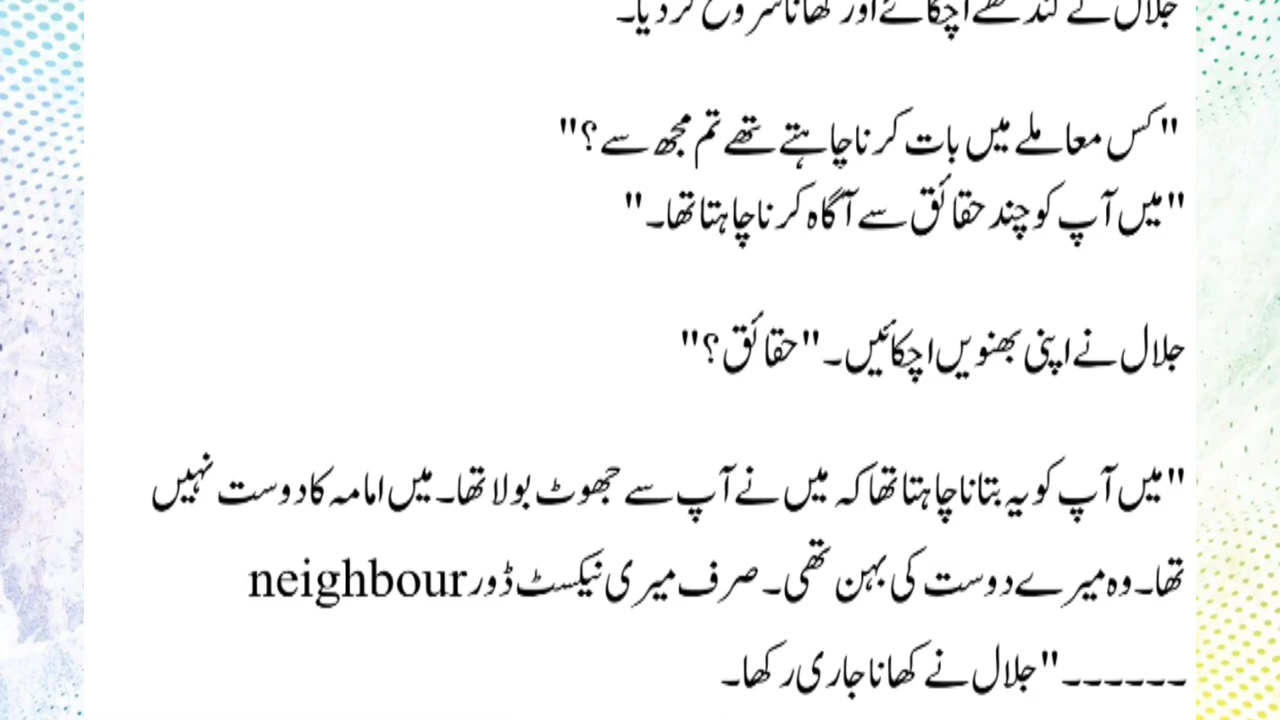 جلال نے کندھے اچکائے اور کھانا شروع کر دیا۔
"کس معاملے میں بات کرنا چاہتے تھے تم مجھ سے؟"
"میں آپ کو چند حقائق سے آگاہ کرنا چاہتا تھا۔"
جلال نے اپنی بھنویں اچکائیں۔ "حقائق؟"
"میں آپ کو یہ بتانا چاہتا تھا کہ میں نے آپ سے جھوٹ بولا تھا۔ میں امامہ کا دوست نہیں
تھا۔ وہ میرے دوست کی بہن تھی۔ صرف میری نیکسٹ ڈور neighbour
۔۔۔۔۔۔" جلال نے کھانا جاری رکھا۔